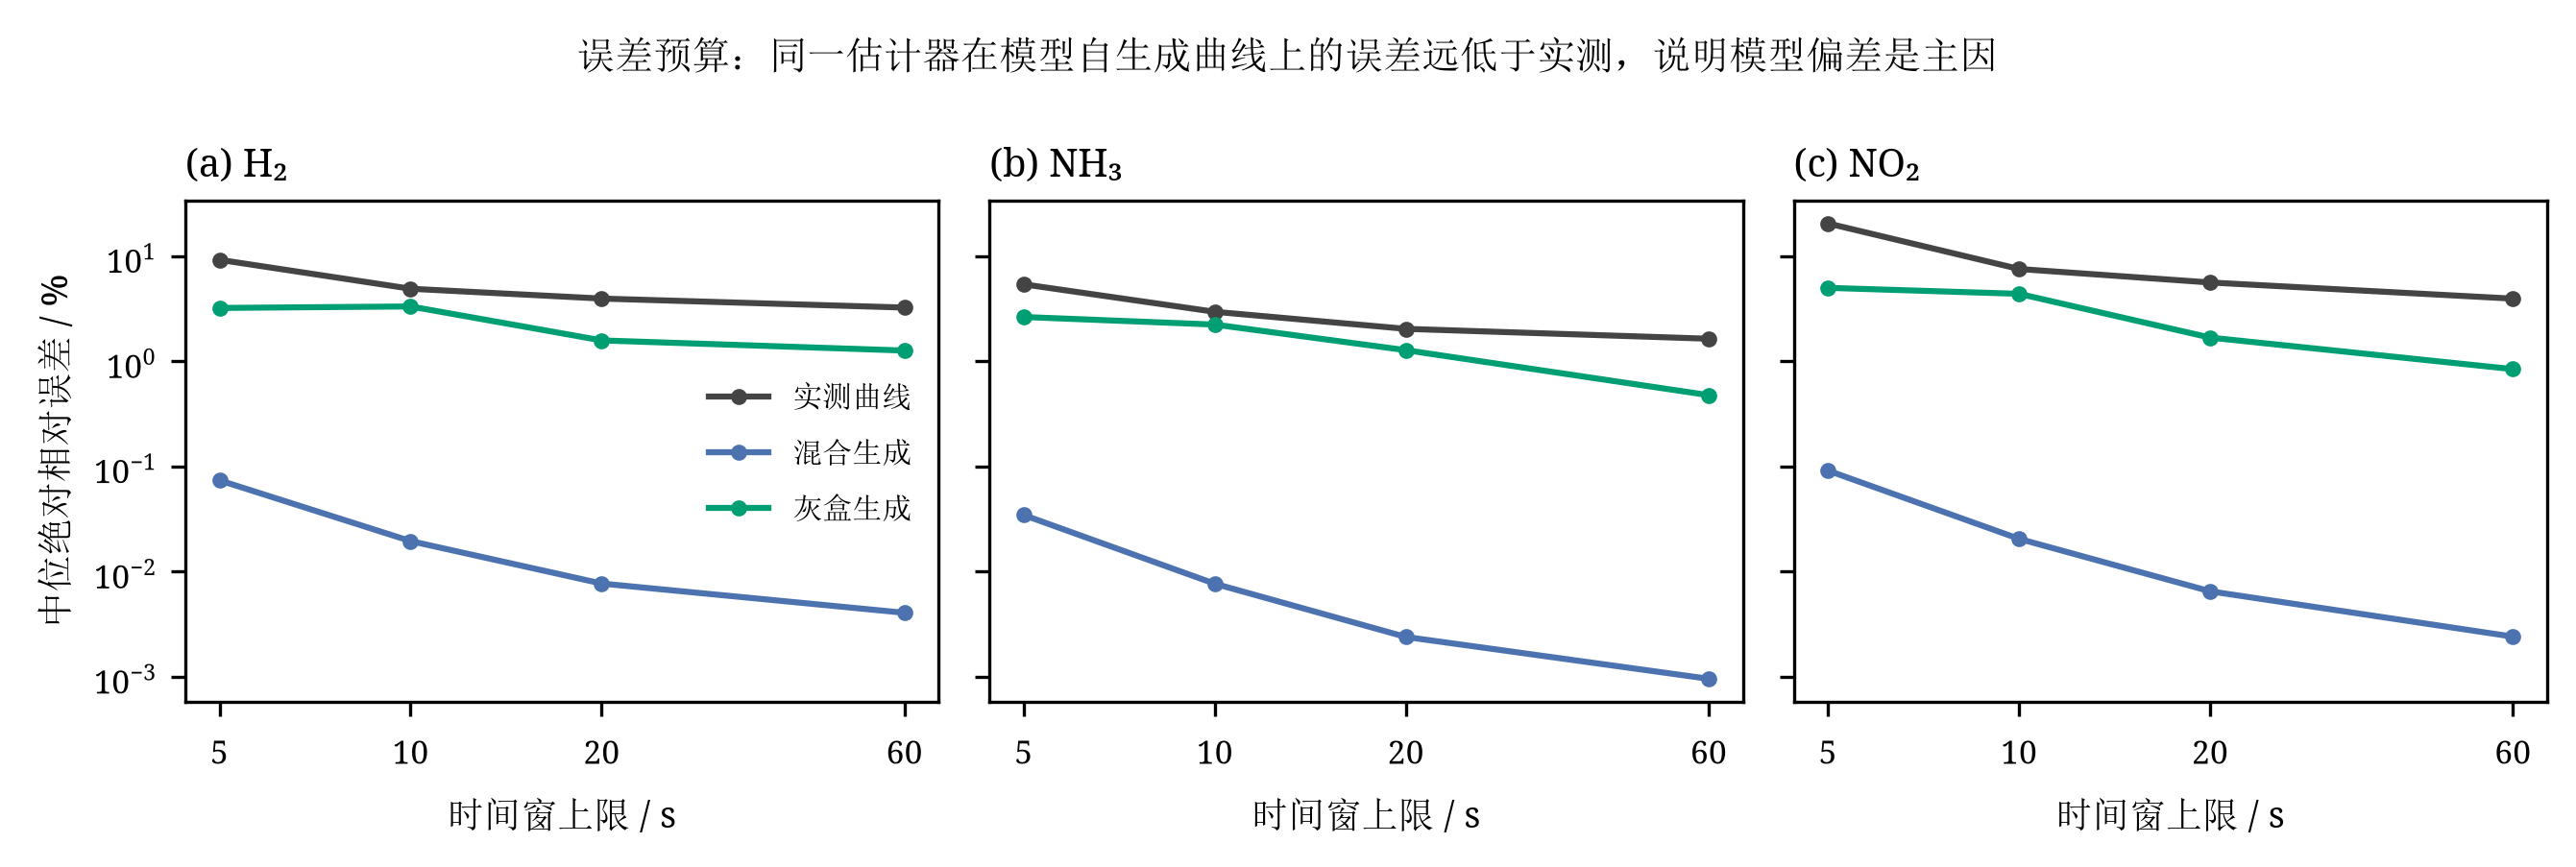 误差预算：同一估计器在模型自生成曲线上的误差远低于实测，说明模型偏差是主因
(a) H₂
(b) NH₃
(c) NO₂
中位绝对相对误差 / %
10¹
10⁰
10⁻¹
10⁻²
10⁻³
实测曲线
混合生成
灰盒生成
5 10 20 60
5 10 20 60
5 10 20 60
时间窗上限 / s
时间窗上限 / s
时间窗上限 / s